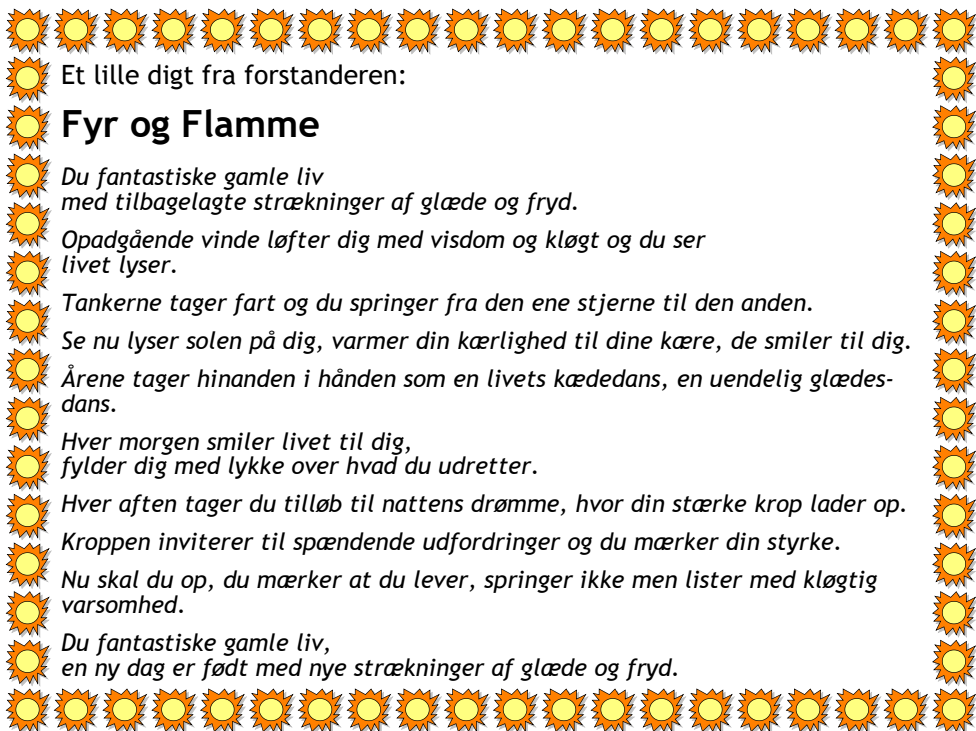 Et lille digt fra forstanderen:
Fyr og Flamme
Du fantastiske gamle liv
med tilbagelagte strækninger af glæde og fryd.
Opadgående vinde løfter dig med visdom og kløgt og du ser
livet lyser.
Tankerne tager fart og du springer fra den ene stjerne til den anden.
Se nu lyser solen på dig, varmer din kærlighed til dine kære, de smiler til dig.
Årene tager hinanden i hånden som en livets kædedans, en uendelig glædes-
dans.
Hver morgen smiler livet til dig,
fylder dig med lykke over hvad du udretter.
Hver aften tager du tilløb til nattens drømme, hvor din stærke krop lader op.
Kroppen inviterer til spændende udfordringer og du mærker din styrke.
Nu skal du op, du mærker at du lever, springer ikke men lister med kløgtig
varsomhed.
Du fantastiske gamle liv,
en ny dag er født med nye strækninger af glæde og fryd.